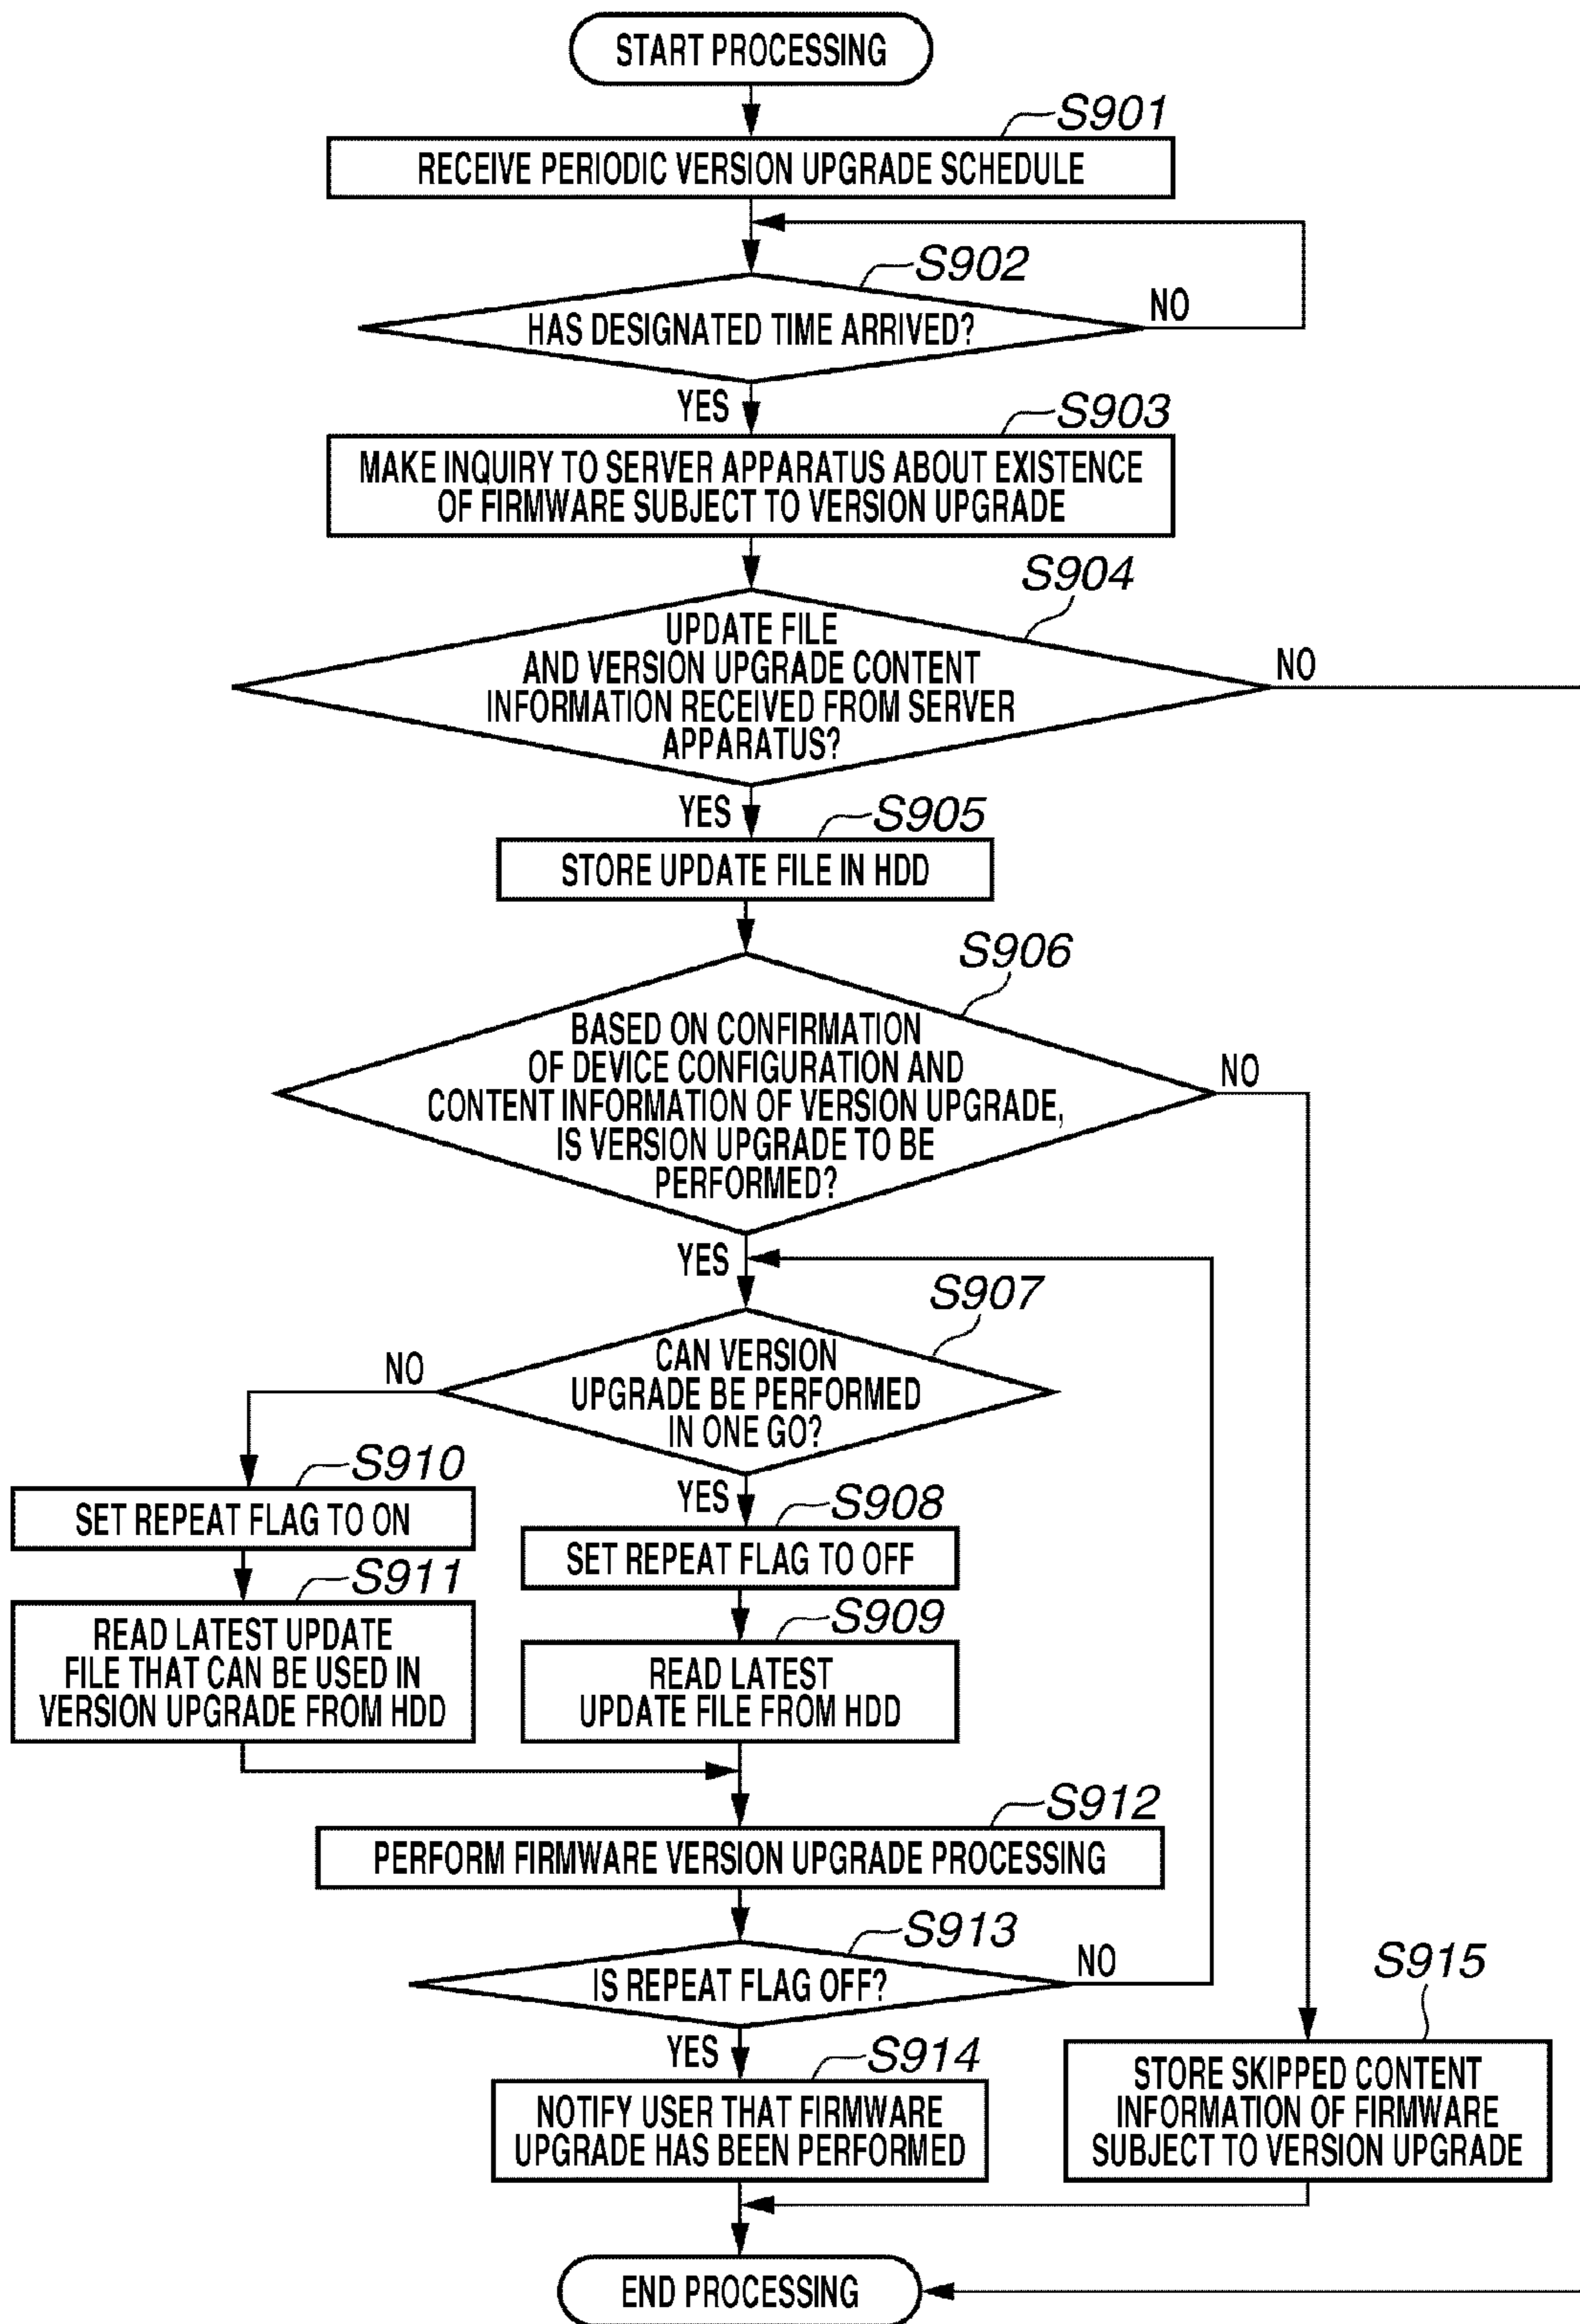 START PROCESSING
S901
RECEIVE PERIODIC VERSION UPGRADE SCHEDULE
S902
HAS DESIGNATED TIME ARRIVED?
NO
YES
S903
MAKE INQUIRY TO SERVER APPARATUS ABOUT EXISTENCE
OF FIRMWARE SUBJECT TO VERSION UPGRADE
S904
UPDATE FILE
AND VERSION UPGRADE CONTENT
INFORMATION RECEIVED FROM SERVER
APPARATUS?
NO
YES
S905
STORE UPDATE FILE IN HDD
S906
BASED ON CONFIRMATION
OF DEVICE CONFIGURATION AND
CONTENT INFORMATION OF VERSION UPGRADE,
IS VERSION UPGRADE TO BE
PERFORMED?
NO
YES
S907
CAN VERSION
UPGRADE BE PERFORMED
IN ONE GO?
NO
YES
S910
SET REPEAT FLAG TO ON
S908
SET REPEAT FLAG TO OFF
S911
READ LATEST UPDATE
FILE THAT CAN BE USED IN
VERSION UPGRADE FROM HDD
S909
READ LATEST
UPDATE FILE FROM HDD
S912
PERFORM FIRMWARE VERSION UPGRADE PROCESSING
S913
IS REPEAT FLAG OFF?
NO
YES
S914
NOTIFY USER THAT FIRMWARE
UPGRADE HAS BEEN PERFORMED
S915
STORE SKIPPED CONTENT
INFORMATION OF FIRMWARE
SUBJECT TO VERSION UPGRADE
END PROCESSING